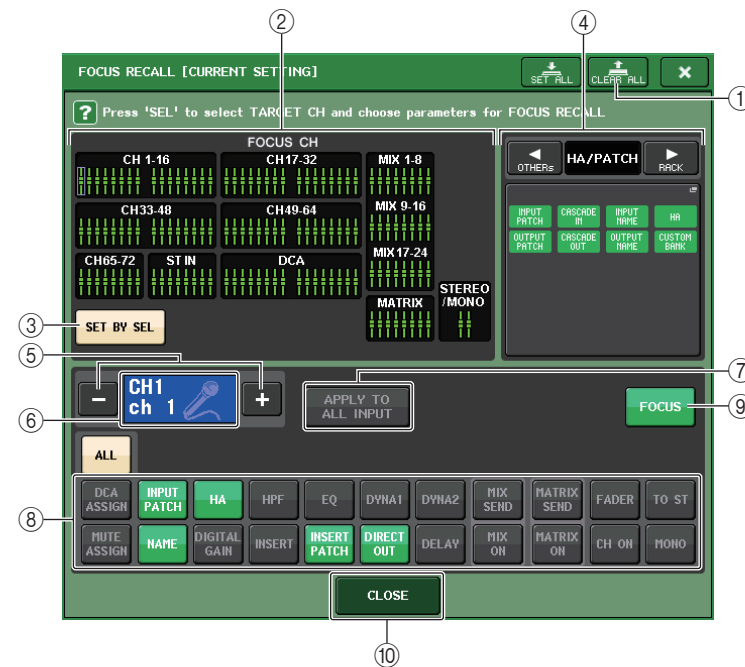 ②
④
FOCUS RECALL [CURRENT SETTING]
SET ALL
CLEAR ALL
①
? Press 'SEL' to select TARGET CH and choose parameters for FOCUS RECALL
FOCUS CH
CH 1-16
CH17-32
MIX 1-8
CH33-48
CH49-64
MIX 9-16
CH65-72
ST IN
DCA
MIX17-24
MATRIX
STEREO
/MONO
OTHERs
HA/PATCH
RACK
INPUT
PATCH
CASCADE
IN
INPUT
NAME
HA
OUTPUT
PATCH
CASCADE
OUT
OUTPUT
NAME
CUSTOM
BANK
③
SET BY SEL
⑤
⑥
−
CH1
ch 1
+
⑦
APPLY TO
ALL INPUT
FOCUS
⑨
ALL
⑧
DCA
ASSIGN
INPUT
PATCH
HA
HPF
EQ
DYNA1
DYNA2
MIX
SEND
MATRIX
SEND
FADER
TO ST
MUTE
ASSIGN
NAME
DIGITAL
GAIN
INSERT
INSERT
PATCH
DIRECT
OUT
DELAY
MIX
ON
MATRIX
ON
CH ON
MONO
CLOSE
⑩